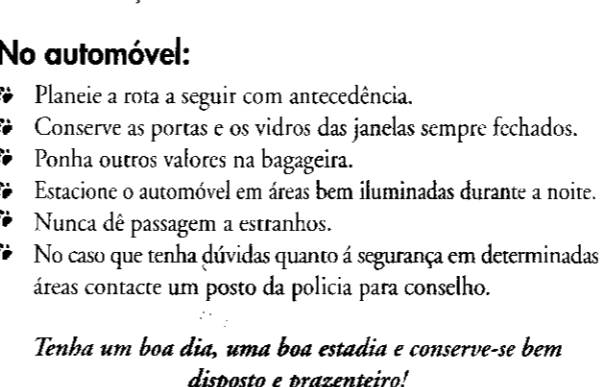 No automóvel:
Planeie a rota a seguir com antecedência.
Conserve as portas e os vidros das janelas sempre fechados.
Ponha outros valores na bagageira.
Estacione o automóvel em áreas bem iluminadas durante a noite.
Nunca dê passagem a estranhos.
No caso que tenha dúvidas quanto á segurança em determinadas
áreas contacte um posto da policia para conselho.
Tenha um boa dia, uma boa estadia e conserve-se bem
disposto e prazenteiro!